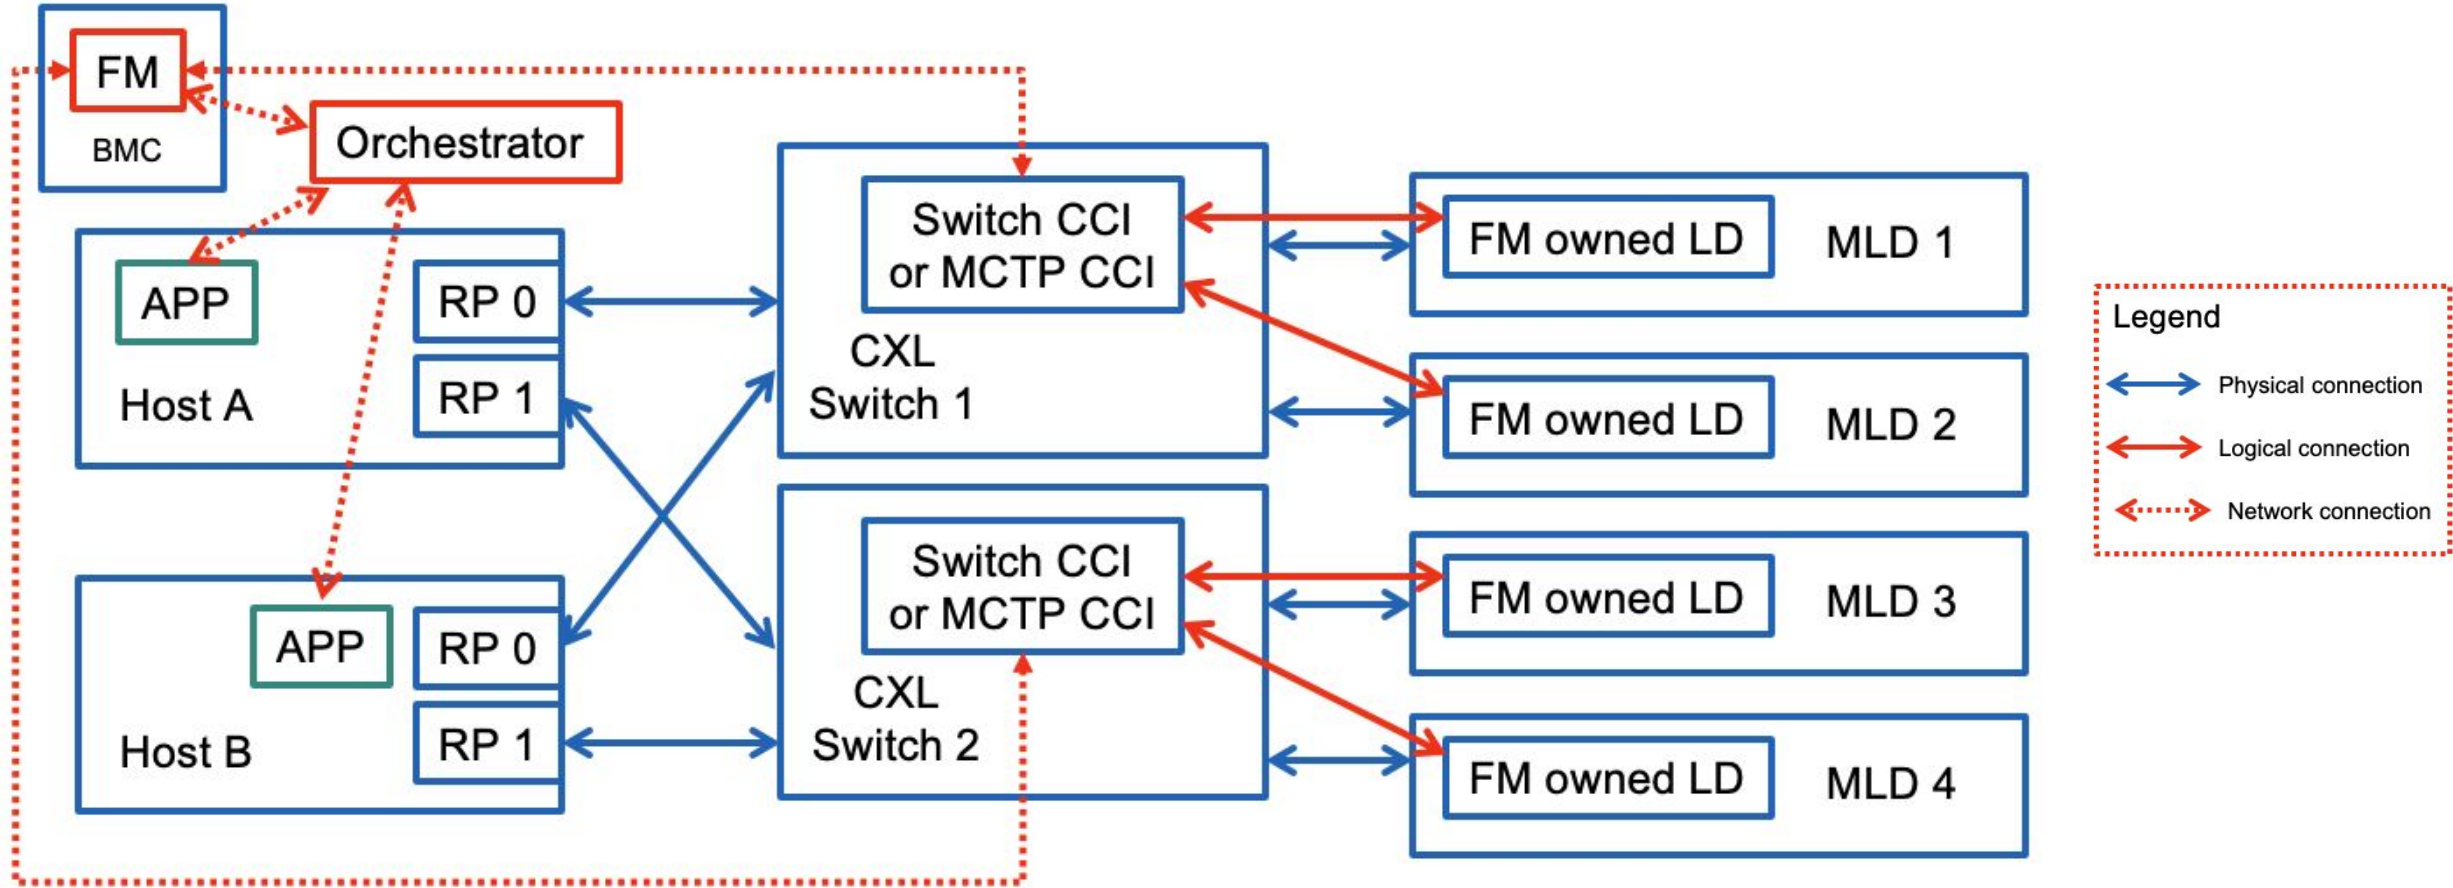 FM
BMC
Orchestrator
APP
RP 0
RP 1
Host A
APP
RP 0
RP 1
Host B
Switch CCI
or MCTP CCI
CXL
Switch 1
Switch CCI
or MCTP CCI
CXL
Switch 2
FM owned LD
MLD 1
FM owned LD
MLD 2
FM owned LD
MLD 3
FM owned LD
MLD 4
Legend
Physical connection
Logical connection
Network connection